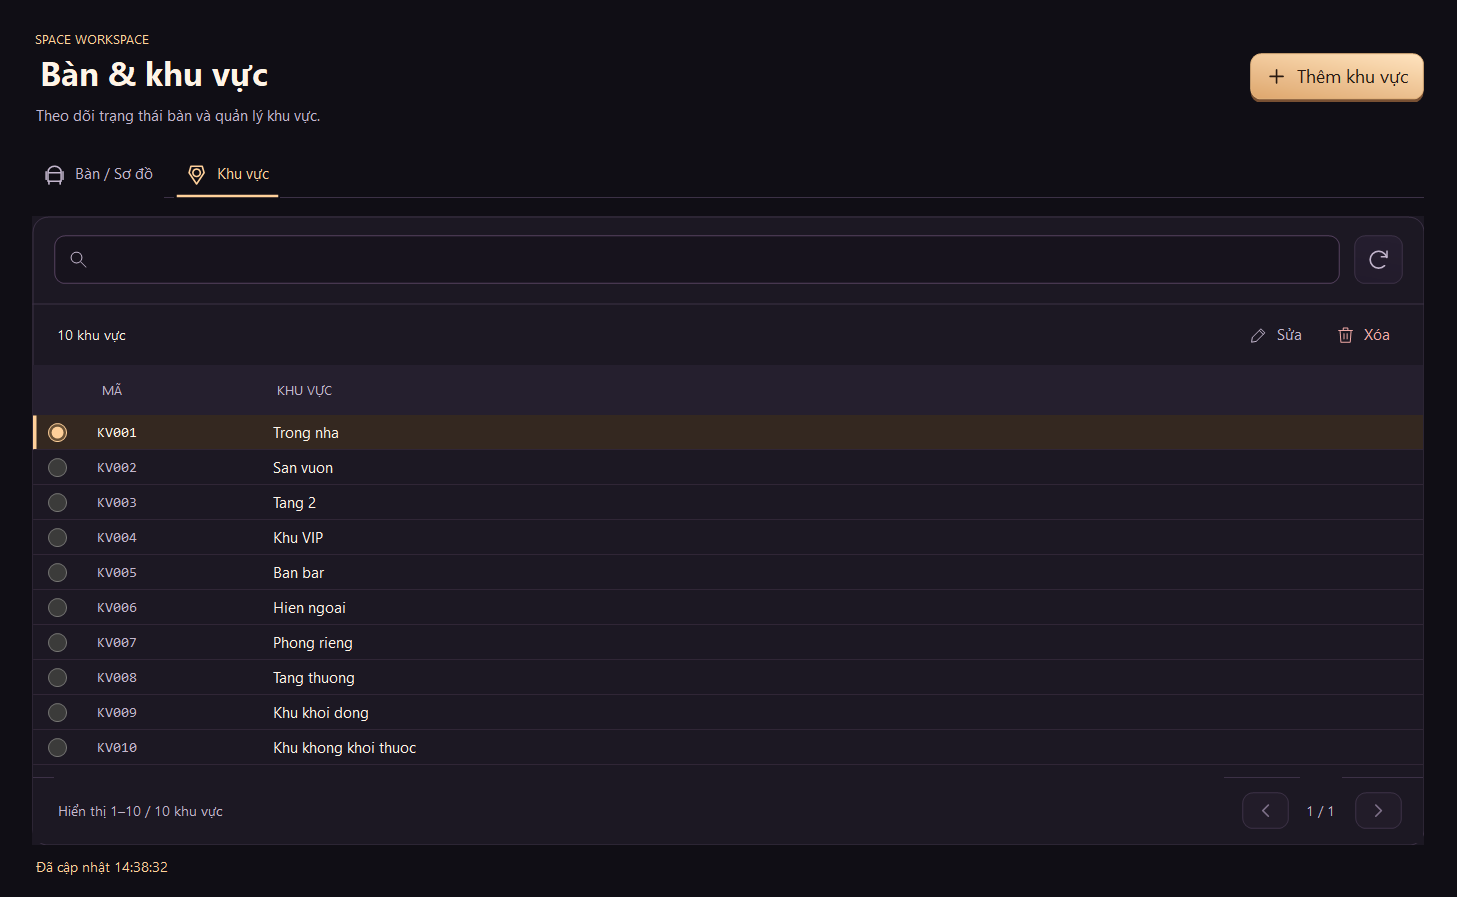 SPACE WORKSPACE
Bàn & khu vực
Thêm khu vực
Theo dõi trạng thái bàn và quản lý khu vực.
Bàn / Sơ đồ
Khu vực
10 khu vực
Sửa
Xóa
MÃ KHU VỰC
KV001 Trong nha
KV002 San vuon
KV003 Tang 2
KV004 Khu VIP
KV005 Ban bar
KV006 Hien ngoai
KV007 Phong rieng
KV008 Tang thuong
KV009 Khu khoi dong
KV010 Khu khong khoi thuoc
Hiển thị 1–10 / 10 khu vực
1 / 1
Đã cập nhật 14:38:32